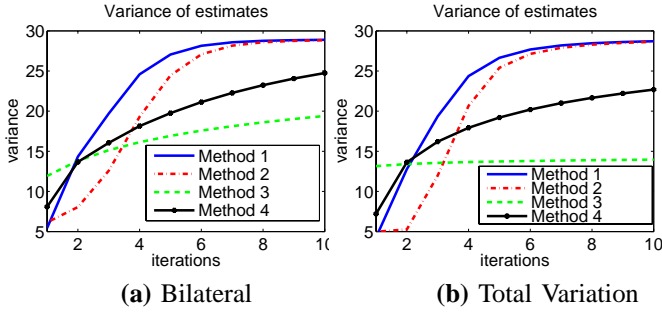 Variance of estimates
30
25
20
15
10
5
variance
2 4 6 8 10
iterations
Method 1
Method 2
Method 3
Method 4
(a) Bilateral
Variance of estimates
30
25
20
15
10
5
variance
2 4 6 8 10
iterations
Method 1
Method 2
Method 3
Method 4
(b) Total Variation